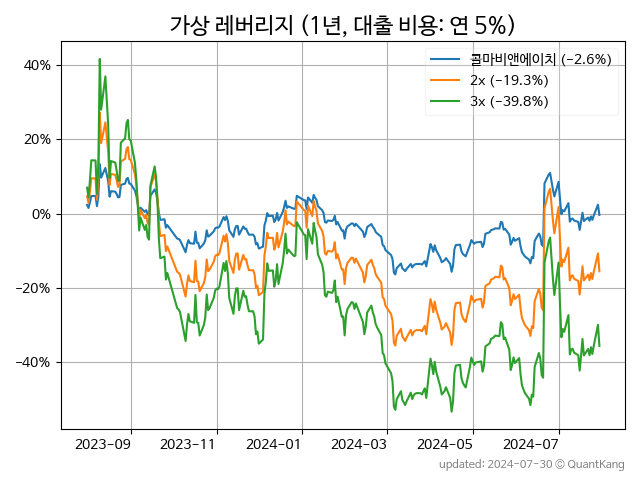 가상 레버리지 (1년, 대출 비용: 연 5%)
콜마비앤에이치 (−2.6%)
2x (−19.3%)
3x (−39.8%)
40%
20%
0%
−20%
−40%
2023-09 2023-11 2024-01 2024-03 2024-05 2024-07
updated: 2024-07-30 © QuantKang